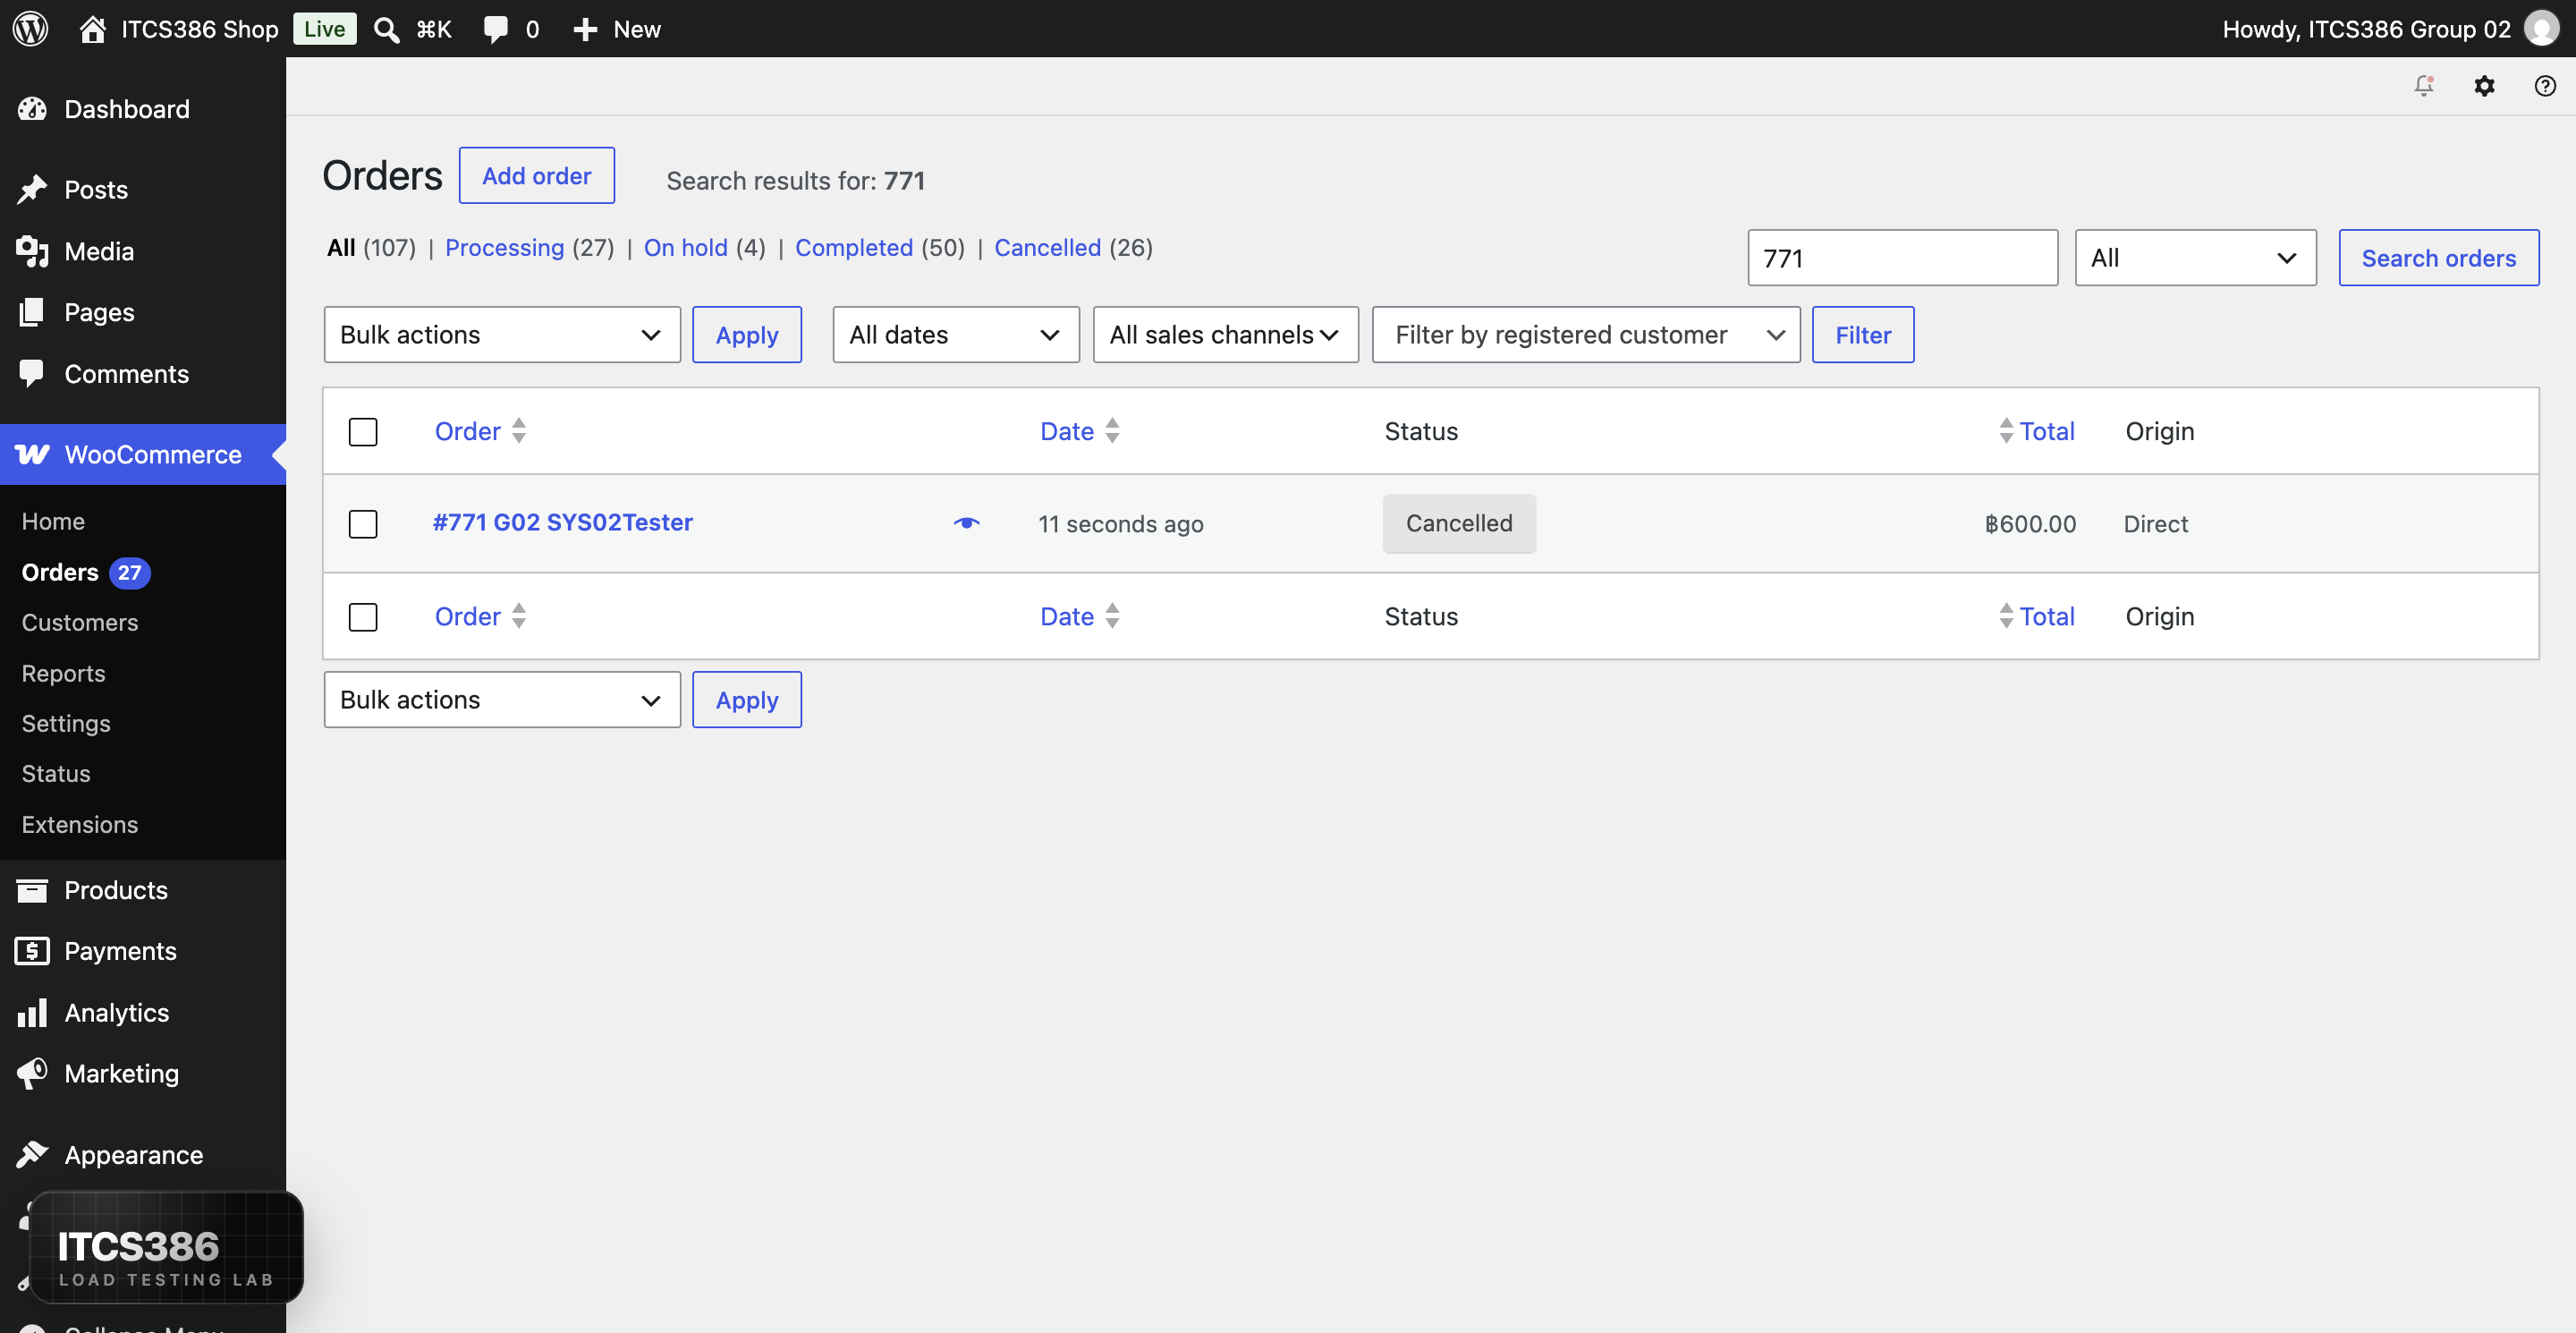 ITCS386 Shop Live ⌘K 0 New Howdy, ITCS386 Group 02
Dashboard
Posts
Media
Pages
Comments
WooCommerce
Home
Orders 27
Customers
Reports
Settings
Status
Extensions
Products
Payments
Analytics
Marketing
Appearance
ITCS386
LOAD TESTING LAB
Orders Add order Search results for: 771
All (107) | Processing (27) | On hold (4) | Completed (50) | Cancelled (26)
771 All Search orders
Bulk actions Apply All dates All sales channels Filter by registered customer Filter
Order Date Status Total Origin
#771 G02 SYS02Tester 11 seconds ago Cancelled ฿600.00 Direct
Order Date Status Total Origin
Bulk actions Apply